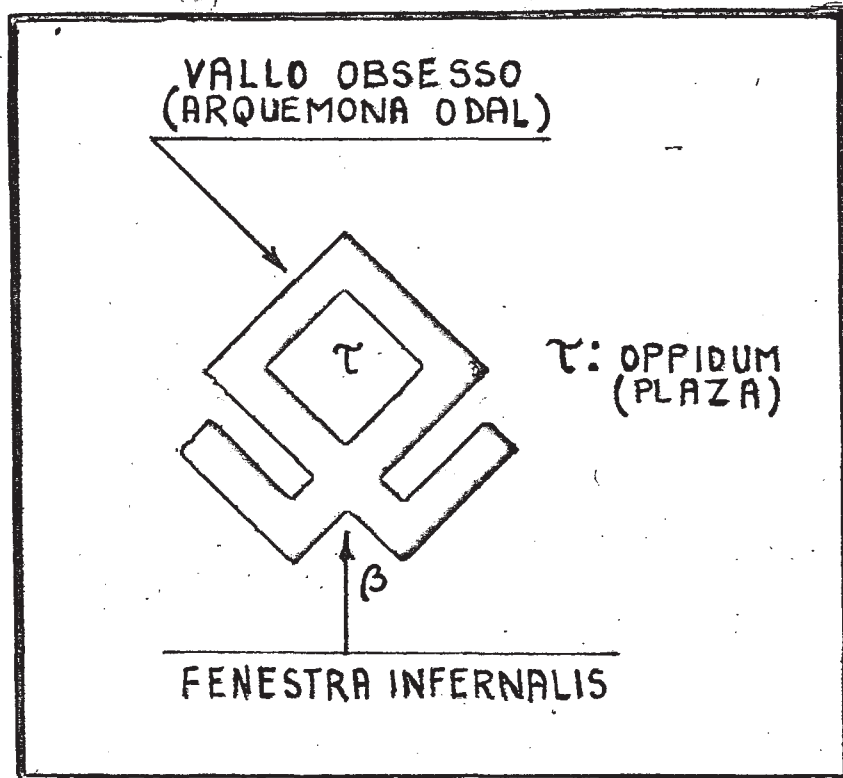 VALLO OBSESSO
(ARQUEMONA ODAL)
τ
τ: OPPIDUM
(PLAZA)
β
FENESTRA INFERNALIS